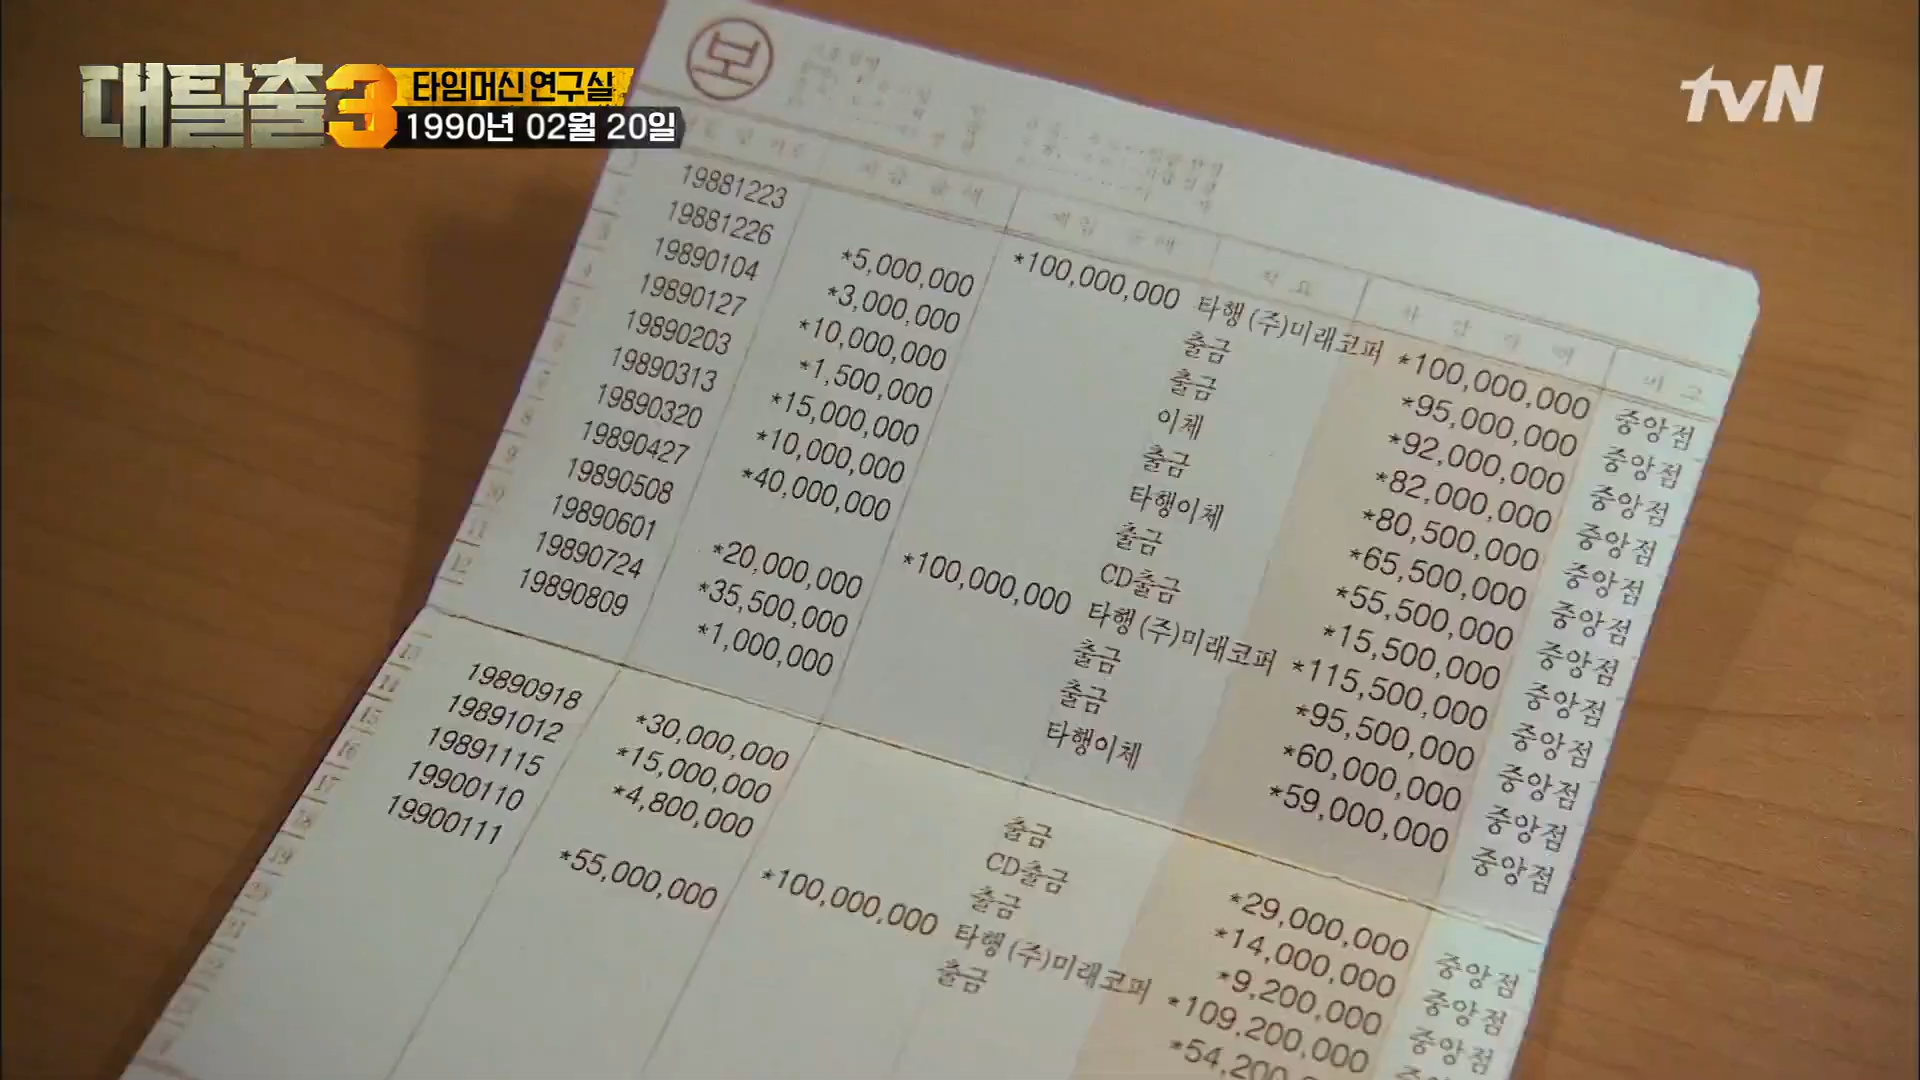 대탈출3 타임머신 연구실
1990년 02월 20일
tvN
보
19881223 *100,000,000 타행(주)미래코퍼 *100,000,000 중앙점
19881226 *5,000,000 출금 *95,000,000 중앙점
19890104 *3,000,000 출금 *92,000,000 중앙점
19890127 *10,000,000 이체 *82,000,000 중앙점
19890203 *1,500,000 출금 *80,500,000 중앙점
19890313 *15,000,000 타행이체 *65,500,000 중앙점
19890320 *10,000,000 출금 *55,500,000 중앙점
19890427 *40,000,000 CD출금 *15,500,000 중앙점
19890508 *100,000,000 타행(주)미래코퍼 *115,500,000 중앙점
19890601 *20,000,000 출금 *95,500,000 중앙점
19890724 *35,500,000 출금 *60,000,000 중앙점
19890809 *1,000,000 타행이체 *59,000,000 중앙점
19890918 *30,000,000 출금 *29,000,000 중앙점
19891012 *15,000,000 CD출금 *14,000,000 중앙점
19891115 *4,800,000 출금 *9,200,000 중앙점
19900110 *100,000,000 타행(주)미래코퍼 *109,200,000
19900111 *55,000,000 출금